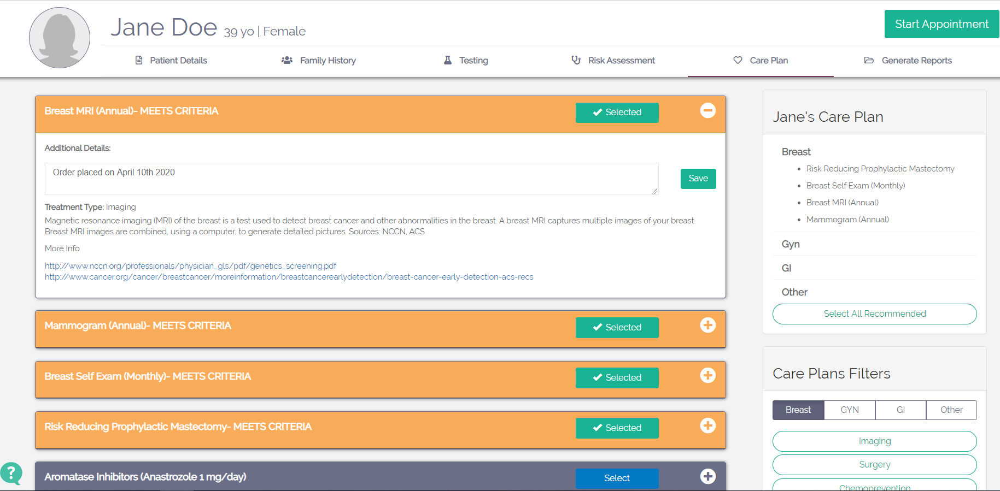 Jane Doe 39 yo | Female
Start Appointment
Patient Details
Family History
Testing
Risk Assessment
Care Plan
Generate Reports
Breast MRI (Annual)- MEETS CRITERIA
Selected
Additional Details:
Order placed on April 10th 2020
Save
Treatment Type: Imaging
Magnetic resonance imaging (MRI) of the breast is a test used to detect breast cancer and other abnormalities in the breast. A breast MRI captures multiple images of your breast.
Breast MRI images are combined, using a computer, to generate detailed pictures. Sources: NCCN, ACS
More Info
http://www.nccn.org/professionals/physician_gls/pdf/genetics_screening.pdf
http://www.cancer.org/cancer/breastcancer/moreinformation/breastcancerearlydetection/breast-cancer-early-detection-acs-recs
Mammogram (Annual)- MEETS CRITERIA
Selected
Breast Self Exam (Monthly)- MEETS CRITERIA
Selected
Risk Reducing Prophylactic Mastectomy- MEETS CRITERIA
Selected
Aromatase Inhibitors (Anastrozole 1 mg/day)
Select
?
Jane's Care Plan
Breast
Risk Reducing Prophylactic Mastectomy
Breast Self Exam (Monthly)
Breast MRI (Annual)
Mammogram (Annual)
Gyn
GI
Other
Select All Recommended
Care Plans Filters
Breast
GYN
GI
Other
Imaging
Surgery
Chemoprevention